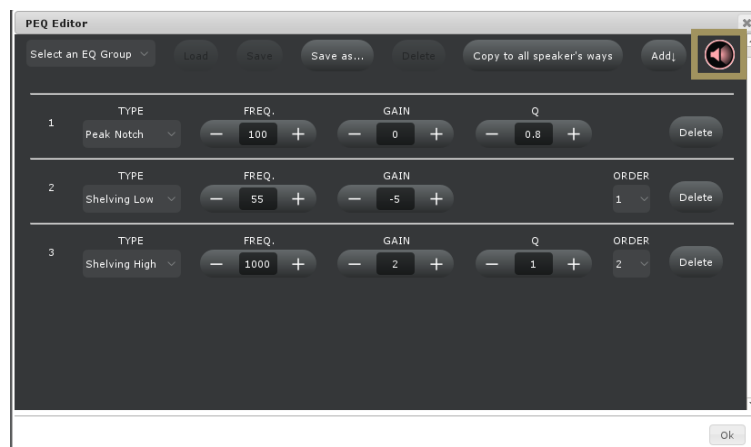 PEQ Editor
Select an EQ Group Load Save Save as... Delete Copy to all speaker's ways Add↓
TYPE FREQ. GAIN Q
1 Peak Notch − 100 + − 0 + − 0.8 + Delete
TYPE FREQ. GAIN ORDER
2 Shelving Low − 55 + − -5 + 1 Delete
TYPE FREQ. GAIN Q ORDER
3 Shelving High − 1000 + − 2 + − 1 + 2 Delete
Ok